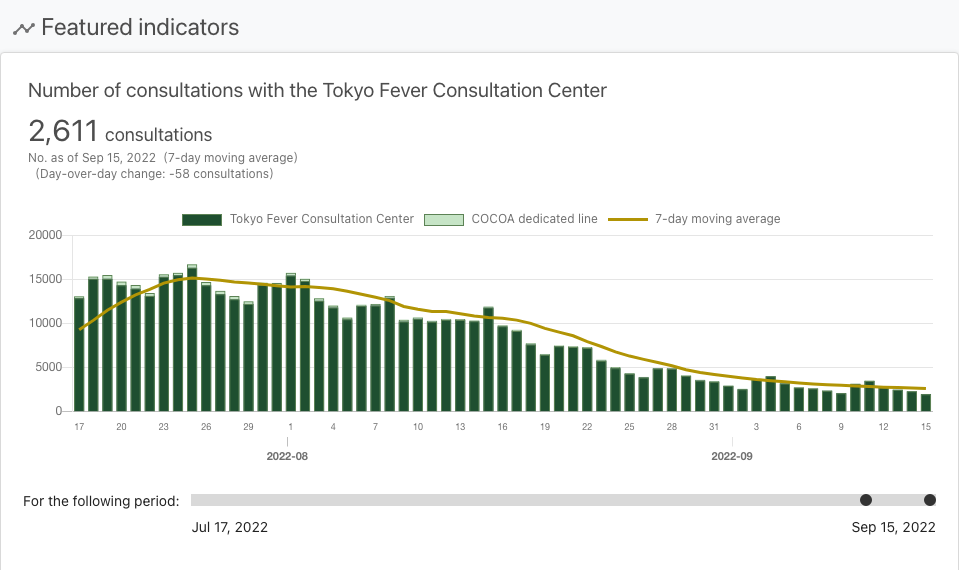 Featured indicators
Number of consultations with the Tokyo Fever Consultation Center
2,611 consultations
No. as of Sep 15, 2022 (7-day moving average)
(Day-over-day change: -58 consultations)
Tokyo Fever Consultation Center COCOA dedicated line 7-day moving average
20000
15000
10000
5000
0
17 20 23 26 29 1 4 7 10 13 16 19 22 25 28 31 3 6 9 12 15
2022-08 2022-09
For the following period:
Jul 17, 2022 Sep 15, 2022